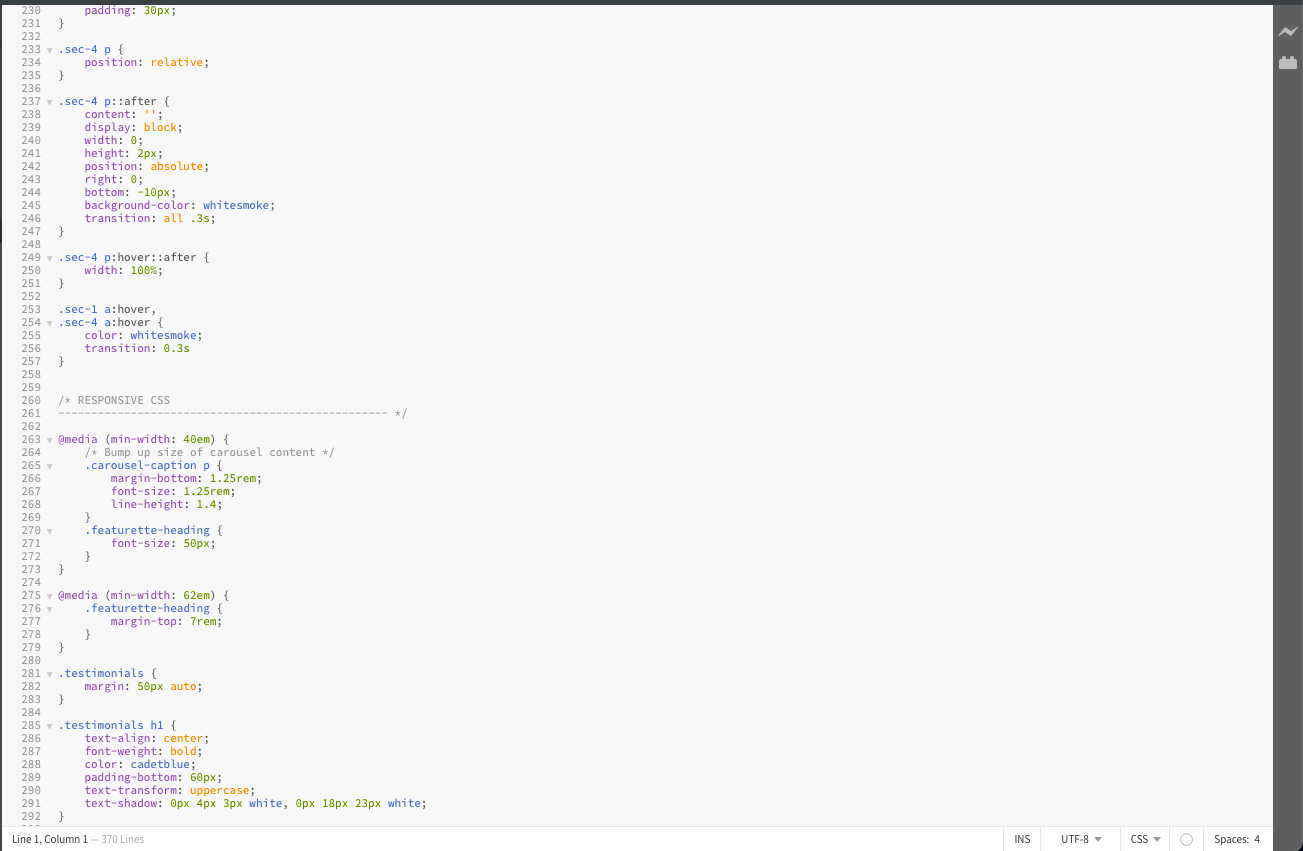 230 padding: 30px;
231 }
232
233 .sec-4 p {
234 position: relative;
235 }
236
237 .sec-4 p::after {
238 content: '';
239 display: block;
240 width: 0;
241 height: 2px;
242 position: absolute;
243 right: 0;
244 bottom: -10px;
245 background-color: whitesmoke;
246 transition: all .3s;
247 }
248
249 .sec-4 p:hover::after {
250 width: 100%;
251 }
252
253 .sec-1 a:hover,
254 .sec-4 a:hover {
255 color: whitesmoke;
256 transition: 0.3s
257 }
258
259
260 /* RESPONSIVE CSS
261 -------------------------------------------------- */
262
263 @media (min-width: 40em) {
264 /* Bump up size of carousel content */
265 .carousel-caption p {
266 margin-bottom: 1.25rem;
267 font-size: 1.25rem;
268 line-height: 1.4;
269 }
270 .featurette-heading {
271 font-size: 50px;
272 }
273 }
274
275 @media (min-width: 62em) {
276 .featurette-heading {
277 margin-top: 7rem;
278 }
279 }
280
281 .testimonials {
282 margin: 50px auto;
283 }
284
285 .testimonials h1 {
286 text-align: center;
287 font-weight: bold;
288 color: cadetblue;
289 padding-bottom: 60px;
290 text-transform: uppercase;
291 text-shadow: 0px 4px 3px white, 0px 18px 23px white;
292 }
Line 1, Column 1 — 370 Lines INS UTF-8 CSS Spaces: 4